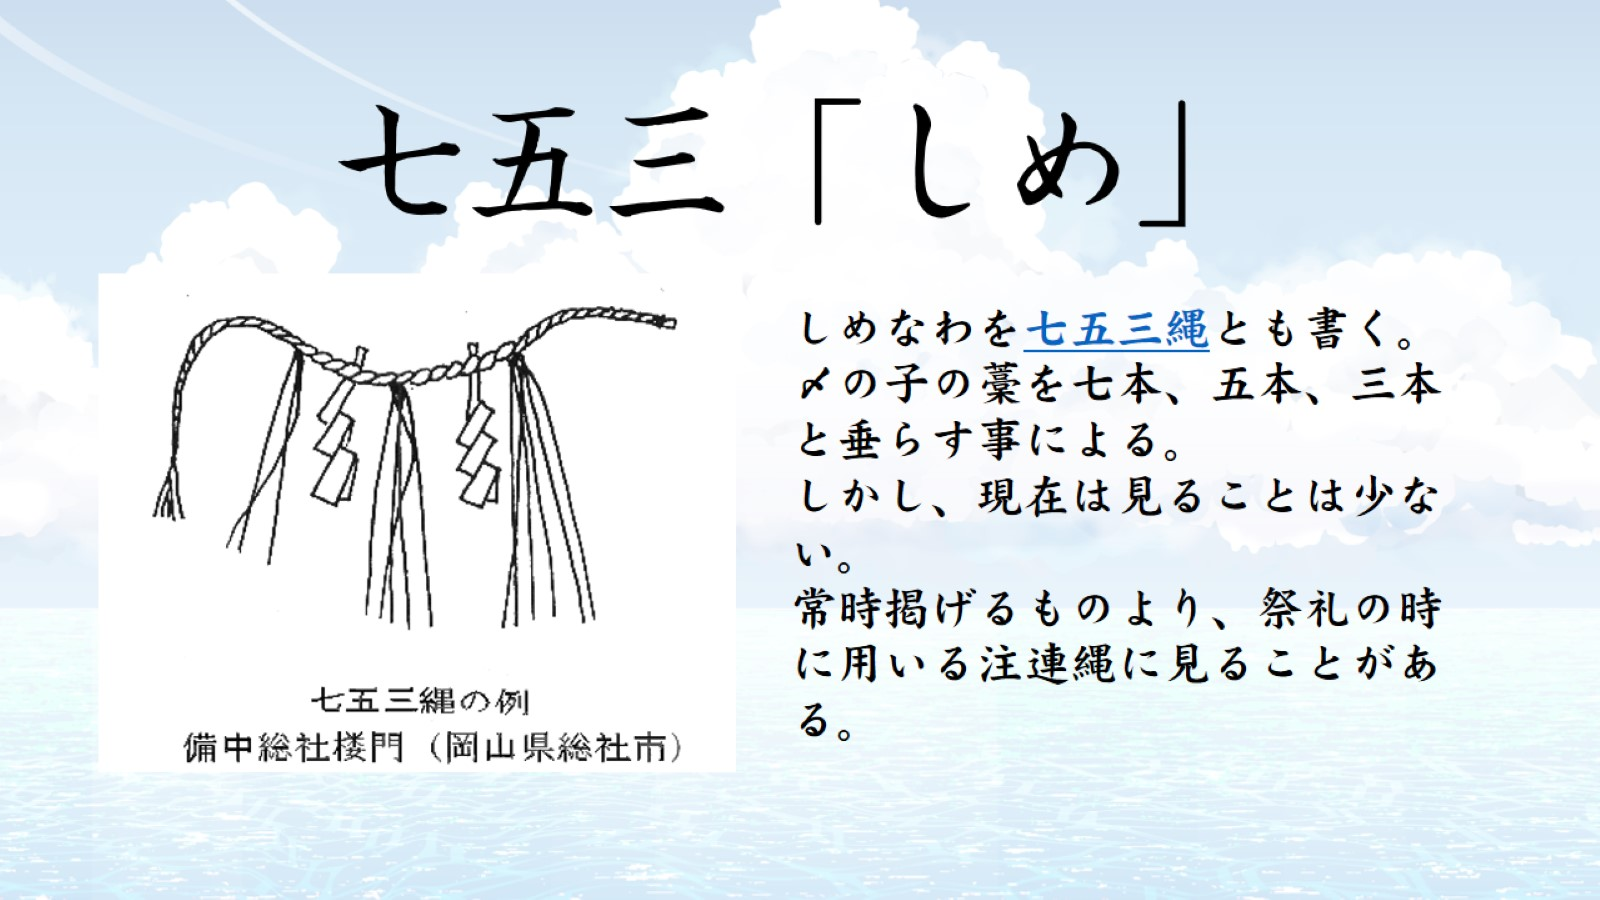 七五三「しめ」
しめなわを七五三縄とも書く。
〆の子の藁を七本、五本、三本
と垂らす事による。
しかし、現在は見ることは少な
い。
常時掲げるものより、祭礼の時
に用いる注連縄に見ることがあ
る。
七五三縄の例
備中総社楼門（岡山県総社市）